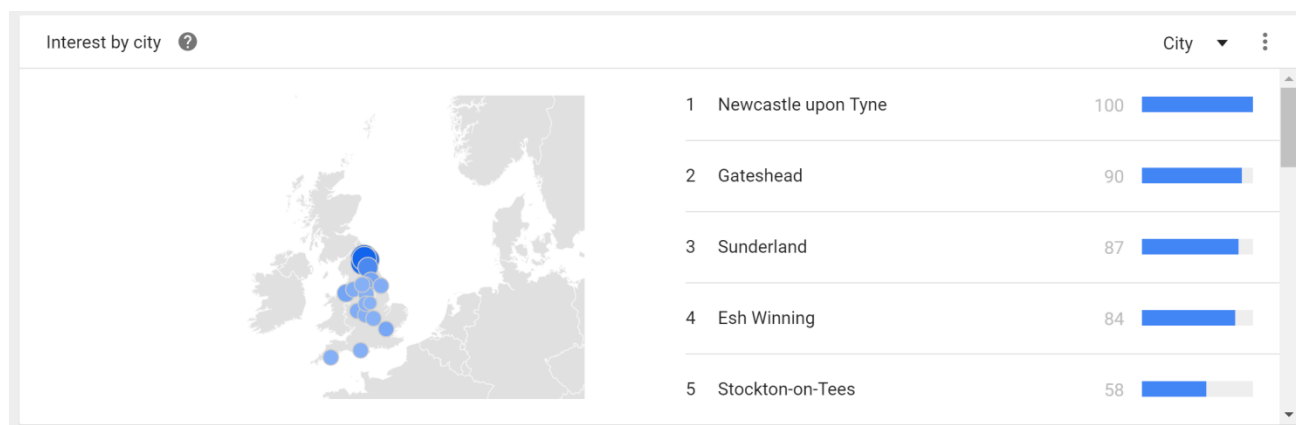 Interest by city ?
City
1 Newcastle upon Tyne 100
2 Gateshead 90
3 Sunderland 87
4 Esh Winning 84
5 Stockton-on-Tees 58